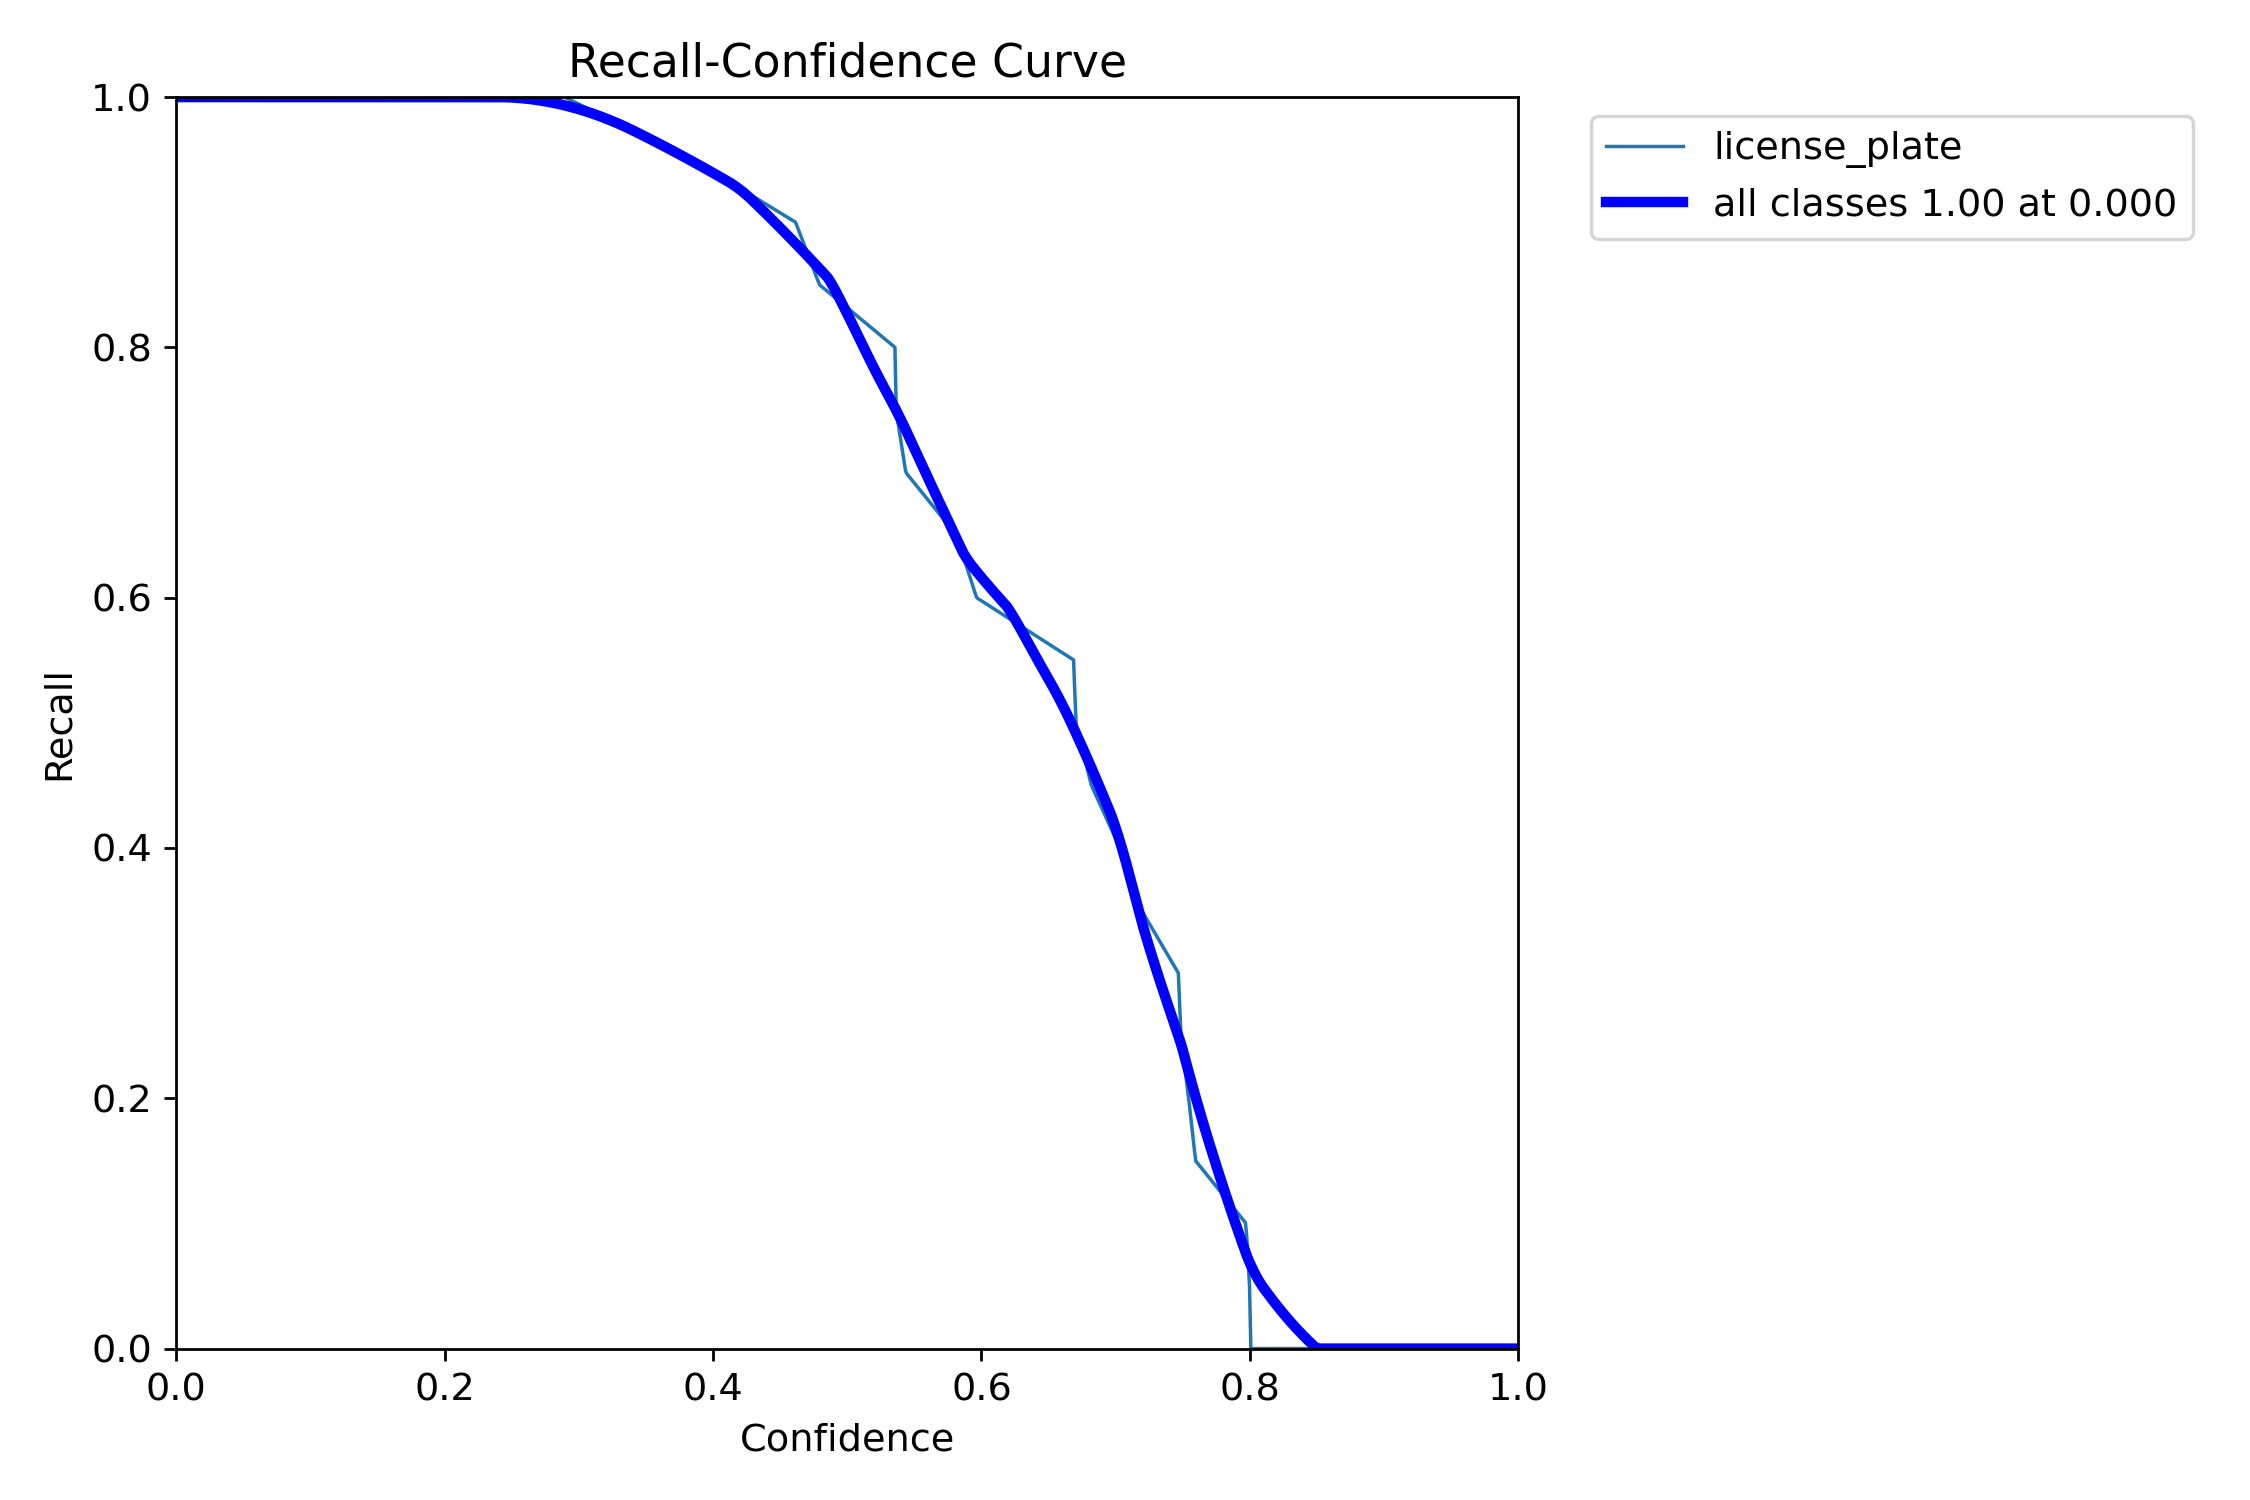 Recall-Confidence Curve
1.0
0.8
0.6
0.4
0.2
0.0
Recall
0.0 0.2 0.4 0.6 0.8 1.0
Confidence
license_plate
all classes 1.00 at 0.000